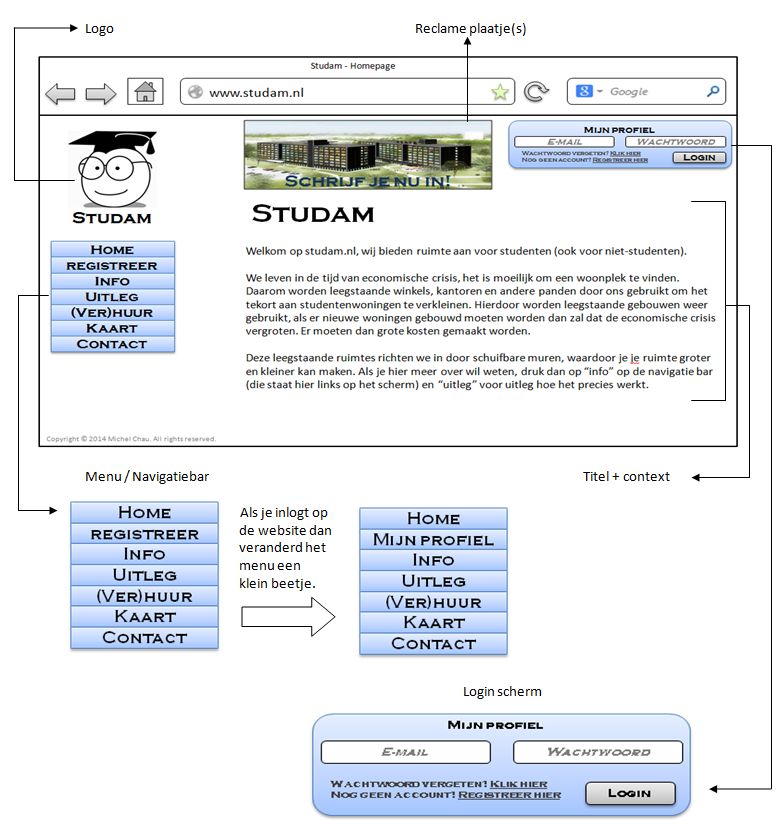 Logo
Reclame plaatje(s)
Studam - Homepage
www.studam.nl
8
Google
SCHRIJF JE NU IN!
MIJN PROFIEL
E-MAIL
WACHTWOORD
WACHTWOORD VERGETEN? KLIK HIER
NOG GEEN ACCOUNT? REGISTREER HIER
LOGIN
STUDAM
HOME
REGISTREER
INFO
UITLEG
(VER)HUUR
KAART
CONTACT
STUDAM
Welkom op studam.nl, wij bieden ruimte aan voor studenten (ook voor niet-studenten).
We leven in de tijd van economische crisis, het is moeilijk om een woonplek te vinden.
Daarom worden leegstaande winkels, kantoren en andere panden door ons gebruikt om het
tekort aan studentenwoningen te verkleinen. Hierdoor worden leegstaande gebouwen weer
gebruikt, als er nieuwe woningen gebouwd moeten worden dan zal dat de economische crisis
vergroten. Er moeten dan grote kosten gemaakt worden.
Deze leegstaande ruimtes richten we in door schuifbare muren, waardoor je je ruimte groter
en kleiner kan maken. Als je hier meer over wil weten, druk dan op “info” op de navigatie bar
(die staat hier links op het scherm) en “uitleg” voor uitleg hoe het precies werkt.
Copyright © 2014 Michel Chau. All rights reserved.
Menu / Navigatiebar
Titel + context
HOME
REGISTREER
INFO
UITLEG
(VER)HUUR
KAART
CONTACT
Als je inlogt op
de website dan
veranderd het
menu een
klein beetje.
HOME
MIJN PROFIEL
INFO
UITLEG
(VER)HUUR
KAART
CONTACT
Login scherm
MIJN PROFIEL
E-MAIL
WACHTWOORD
WACHTWOORD VERGETEN? KLIK HIER
NOG GEEN ACCOUNT? REGISTREER HIER
LOGIN